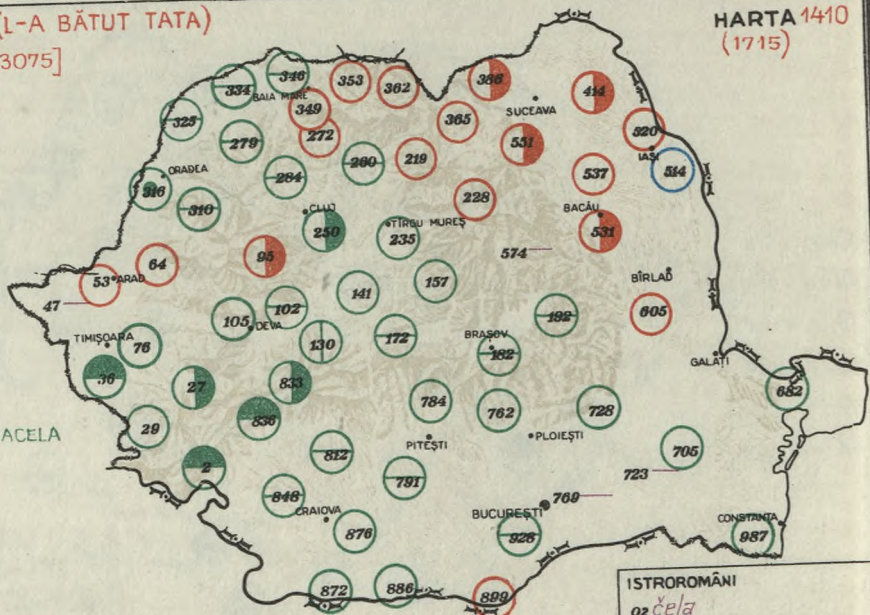 (L-A BĂTUT TATA)
3075]
HARTA 1410
(1715)
346
334
BAIA MARE
353
362
386
414
349
SUCEAVA
325
272
365
520
279
551
IAȘI
260
219
514
ORADEA
284
537
316
228
310
CLUJ
BACĂU
250
TÎRGU MUREȘ
531
235
574
95
64
53
ARAD
BÎRLAD
157
47
141
102
605
105
DEVA
192
TIMIȘOARA
76
130
172
BRAȘOV
182
GALAȚI
36
27
833
682
784
762
728
836
29
ACELA
PITEȘTI
PLOIEȘTI
812
705
2
723
791
848
769
CRAIOVA
BUCUREȘTI
876
928
CONSTANȚA
987
872
886
899
ISTROROMÂNI
02 čela